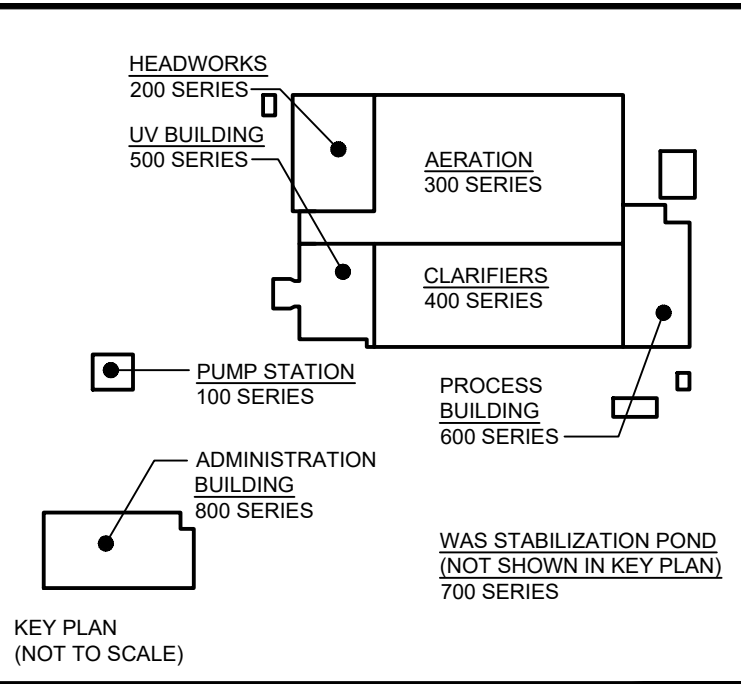 HEADWORKS
200 SERIES
UV BUILDING
500 SERIES
AERATION
300 SERIES
CLARIFIERS
400 SERIES
PUMP STATION
100 SERIES
PROCESS
BUILDING
600 SERIES
ADMINISTRATION
BUILDING
800 SERIES
WAS STABILIZATION POND
(NOT SHOWN IN KEY PLAN)
700 SERIES
KEY PLAN
(NOT TO SCALE)